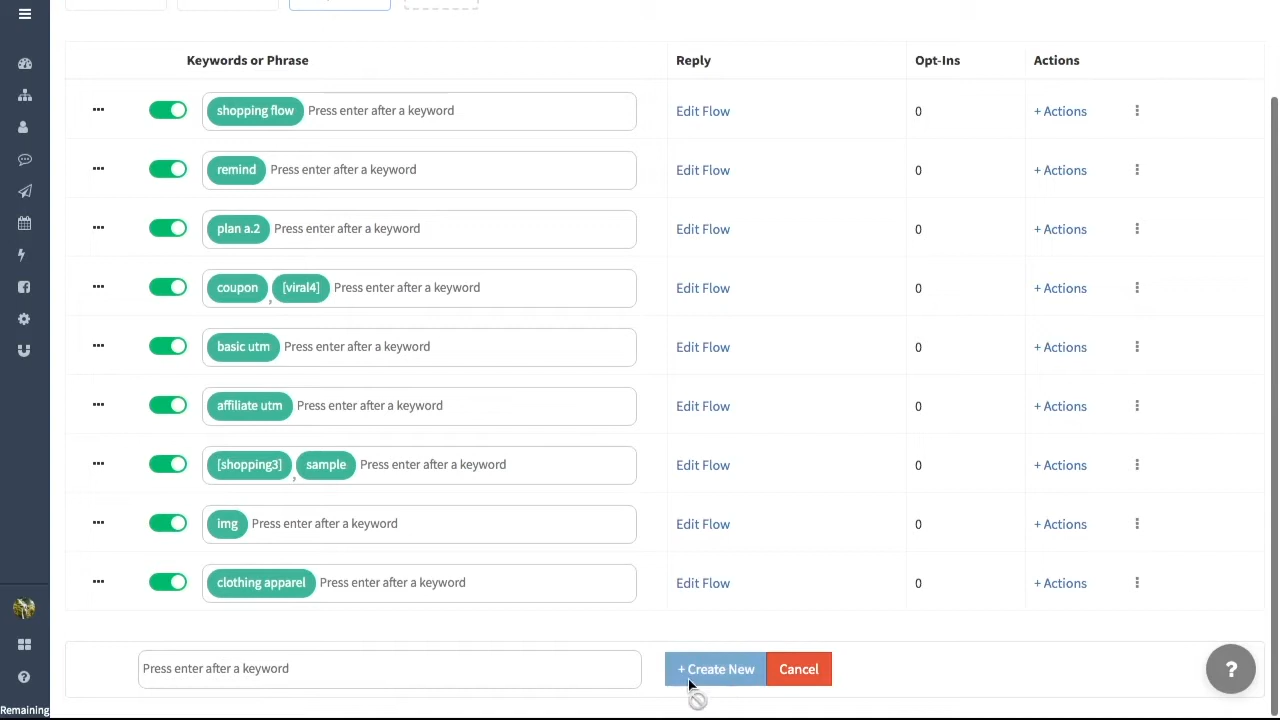 Keywords or Phrase Reply Opt-Ins Actions
shopping flow Press enter after a keyword Edit Flow 0 + Actions
remind Press enter after a keyword Edit Flow 0 + Actions
plan a.2 Press enter after a keyword Edit Flow 0 + Actions
coupon , [viral4] Press enter after a keyword Edit Flow 0 + Actions
basic utm Press enter after a keyword Edit Flow 0 + Actions
affiliate utm Press enter after a keyword Edit Flow 0 + Actions
[shopping3] , sample Press enter after a keyword Edit Flow 0 + Actions
img Press enter after a keyword Edit Flow 0 + Actions
clothing apparel Press enter after a keyword Edit Flow 0 + Actions
Press enter after a keyword + Create New Cancel ?
Remaining